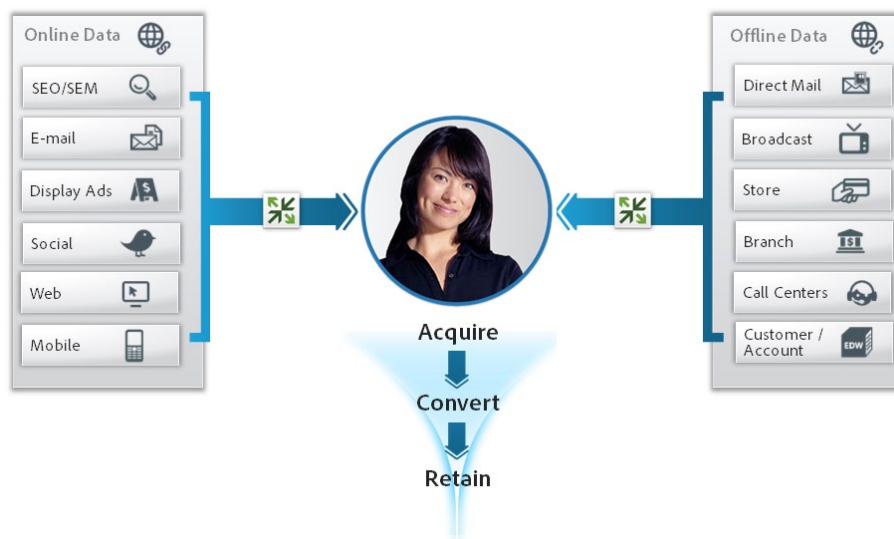 Online Data
SEO/SEM
E-mail
Display Ads
$
Social
Web
Mobile
Acquire
Convert
Retain
Offline Data
Direct Mail
Broadcast
Store
Branch
$
Call Centers
Customer /
Account
EDW